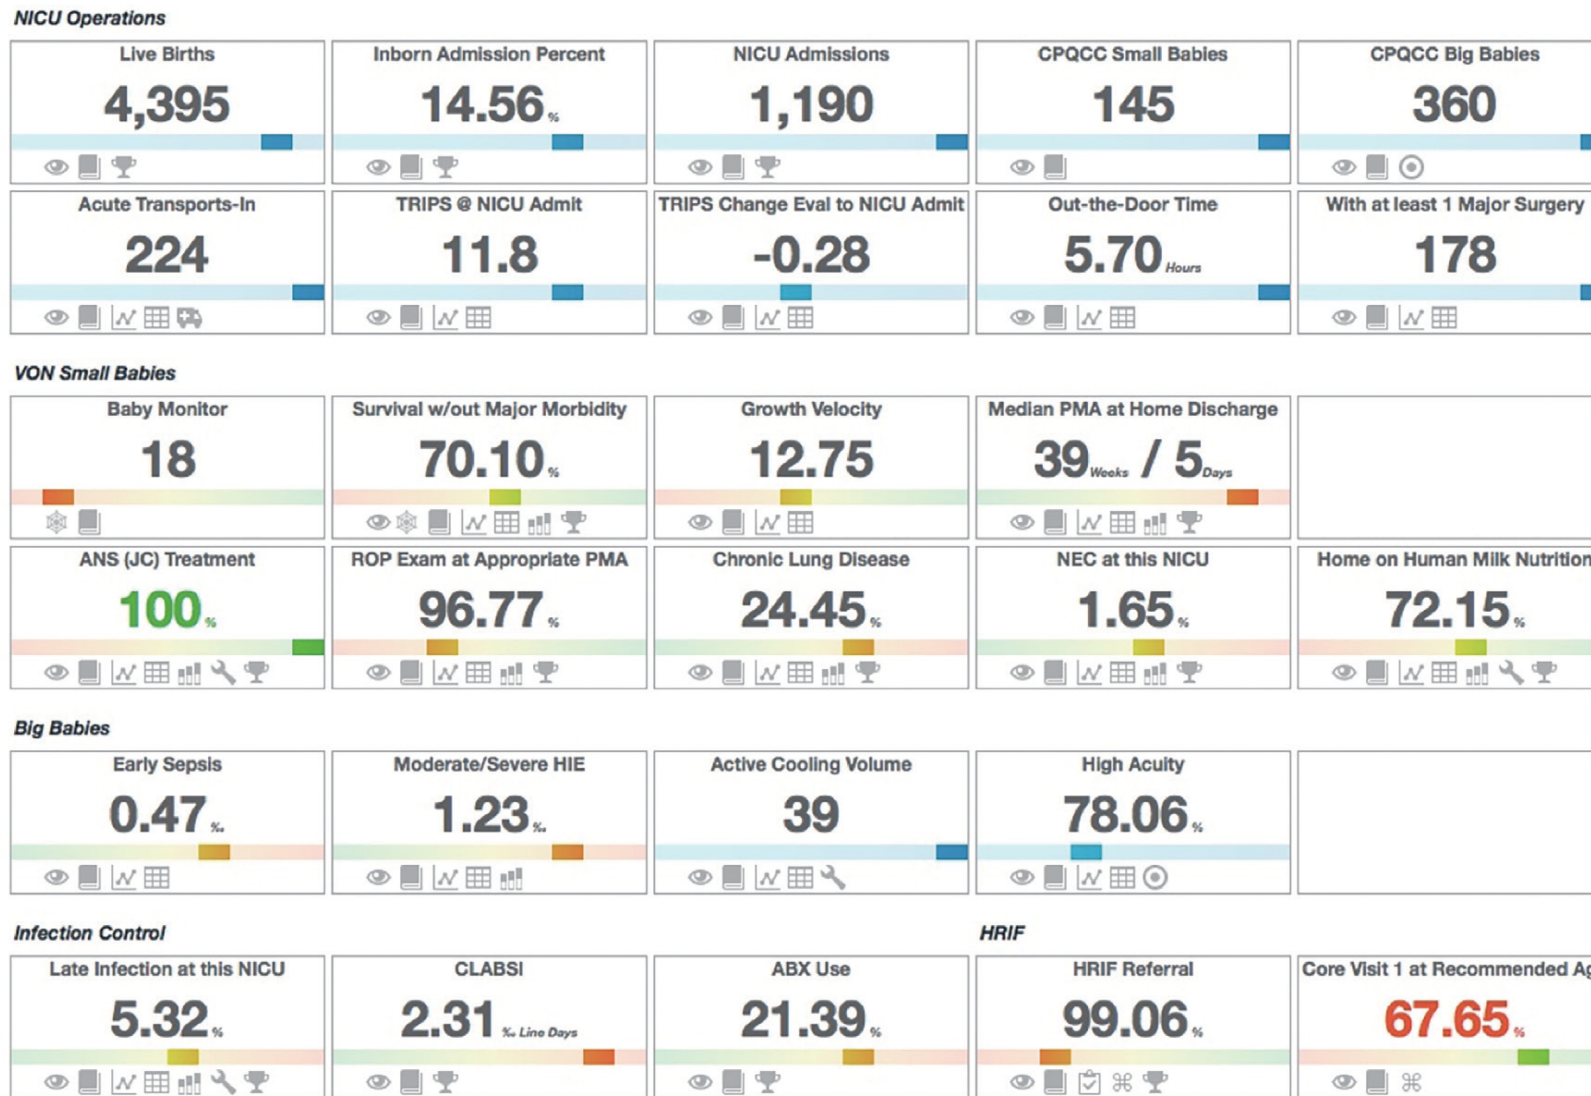 NICU Operations
Live Births
4,395
Inborn Admission Percent
14.56 %
NICU Admissions
1,190
CPQCC Small Babies
145
CPQCC Big Babies
360
Acute Transports-In
224
TRIPS @ NICU Admit
11.8
TRIPS Change Eval to NICU Admit
-0.28
Out-the-Door Time
5.70 Hours
With at least 1 Major Surgery
178
VON Small Babies
Baby Monitor
18
Survival w/out Major Morbidity
70.10 %
Growth Velocity
12.75
Median PMA at Home Discharge
39 Weeks / 5 Days
ANS (JC) Treatment
100 %
ROP Exam at Appropriate PMA
96.77 %
Chronic Lung Disease
24.45 %
NEC at this NICU
1.65 %
Home on Human Milk Nutrition
72.15 %
Big Babies
Early Sepsis
0.47 ‰
Moderate/Severe HIE
1.23 ‰
Active Cooling Volume
39
High Acuity
78.06 %
Infection Control
Late Infection at this NICU
5.32 %
CLABSI
2.31 ‰ Line Days
ABX Use
21.39 %
HRIF
HRIF Referral
99.06 %
Core Visit 1 at Recommended Ag
67.65 %